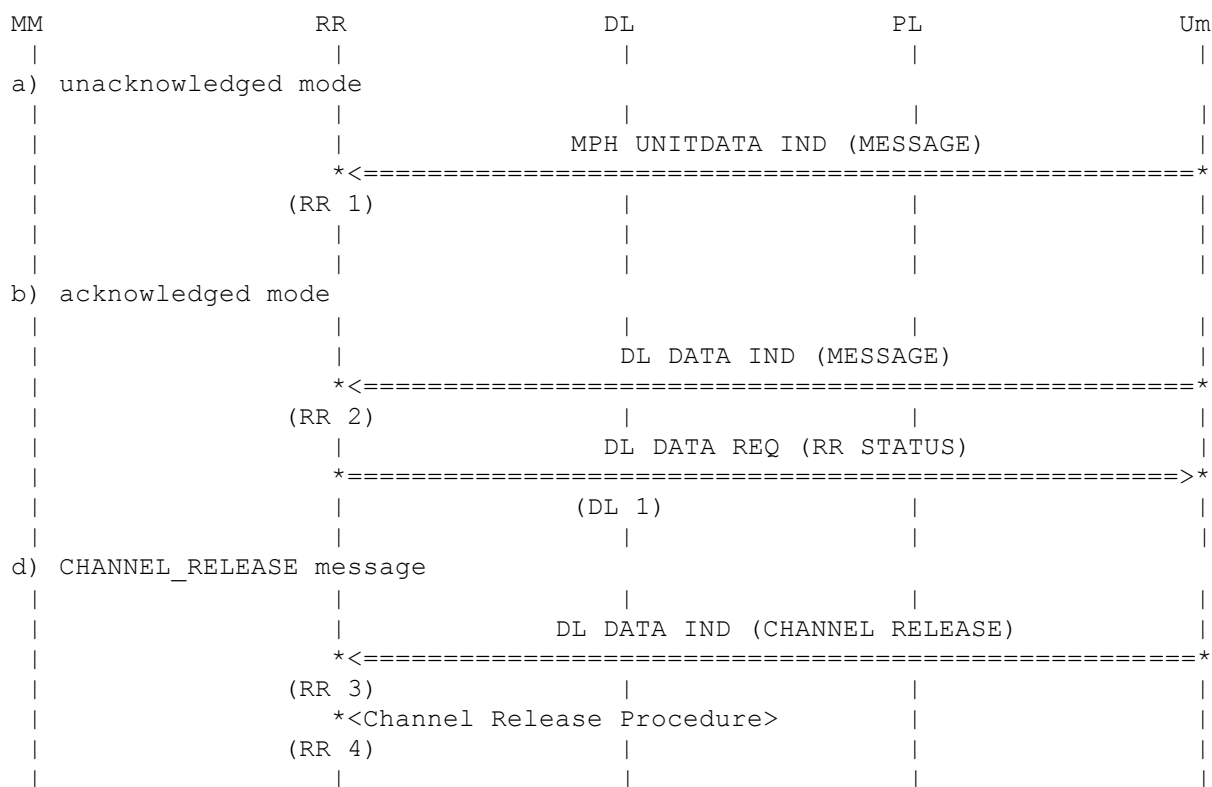 MM RR DL PL Um
a) unacknowledged mode
MPH UNITDATA IND (MESSAGE)
*<====================================================*
(RR 1)
b) acknowledged mode
DL DATA IND (MESSAGE)
*<====================================================*
(RR 2)
DL DATA REQ (RR STATUS)
*====================================================>*
(DL 1)
d) CHANNEL_RELEASE message
DL DATA IND (CHANNEL RELEASE)
*<====================================================*
(RR 3)
*<Channel Release Procedure>
(RR 4)